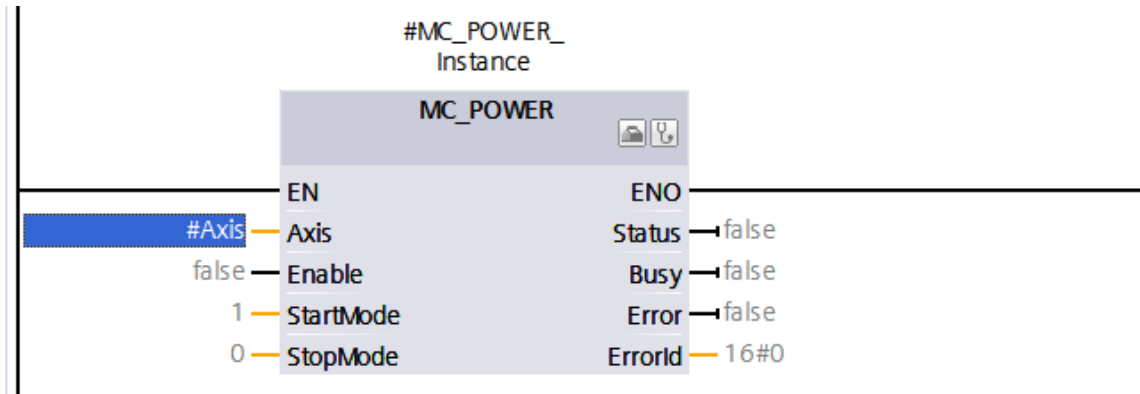 #MC_POWER_
Instance
MC_POWER
EN ENO
#Axis Axis Status false
false Enable Busy false
1 StartMode Error false
0 StopMode ErrorId 16#0